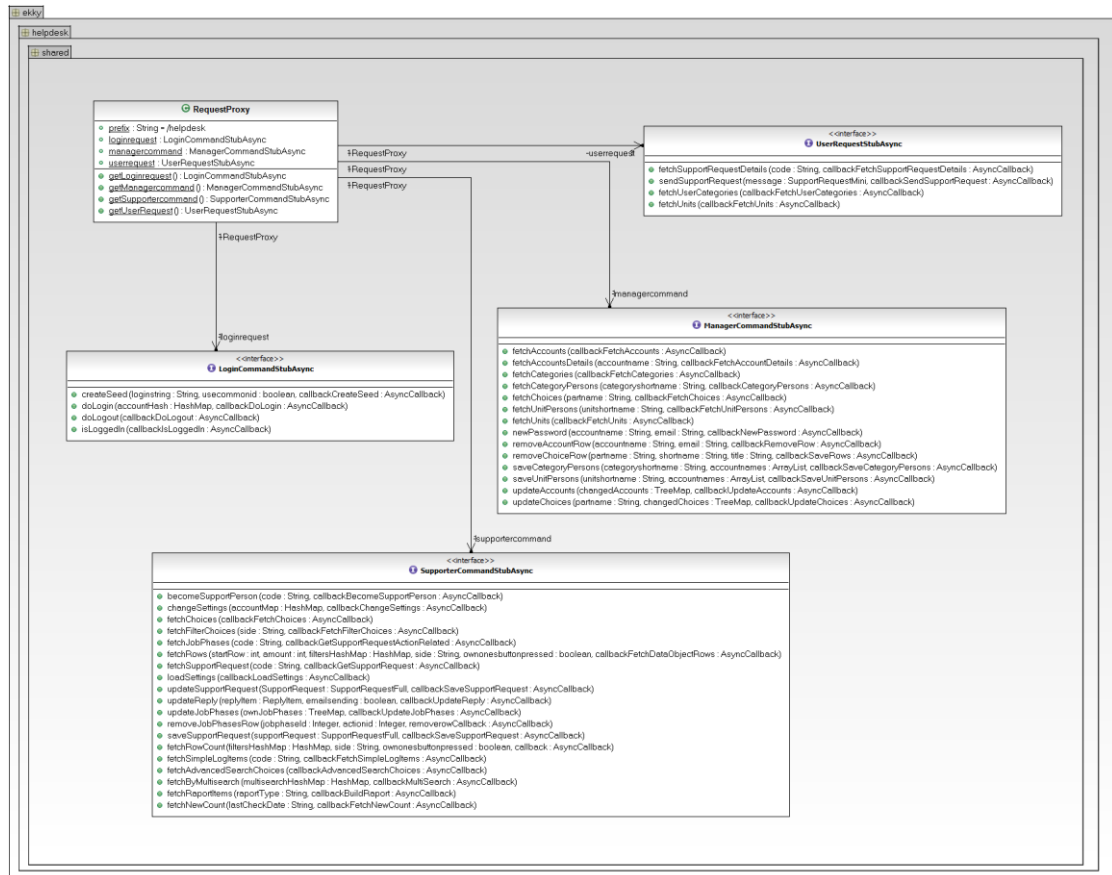 ekky
helpdesk
shared
RequestProxy
prefix : String = /helpdesk
loginrequest : LoginCommandStubAsync
managercommand : ManagerCommandStubAsync
userrequest : UserRequestStubAsync
getLoginrequest() : LoginCommandStubAsync
getManagercommand() : ManagerCommandStubAsync
getSupportercommand() : SupporterCommandStubAsync
getUserRequest() : UserRequestStubAsync
-RequestProxy
-userrequest
-RequestProxy
-RequestProxy
-RequestProxy
<<interface>>
UserRequestStubAsync
fetchSupportRequestDetails(code : String, callbackFetchSupportRequestDetails : AsyncCallback)
sendSupportRequest(message : SupportRequestMini, callbackSendSupportRequest : AsyncCallback)
fetchUserCategories(callbackFetchUserCategories : AsyncCallback)
fetchUnits(callbackFetchUnits : AsyncCallback)
-managercommand
<<interface>>
ManagerCommandStubAsync
fetchAccounts(callbackFetchAccounts : AsyncCallback)
fetchAccountsDetails(accountname : String, callbackFetchAccountDetails : AsyncCallback)
fetchCategories(callbackFetchCategories : AsyncCallback)
fetchCategoryPersons(categoryshortname : String, callbackCategoryPersons : AsyncCallback)
fetchChoices(partname : String, callbackFetchChoices : AsyncCallback)
fetchUnitPersons(unitshortname : String, callbackFetchUnitPersons : AsyncCallback)
fetchUnits(callbackFetchUnits : AsyncCallback)
newPassword(accountname : String, email : String, callbackNewPassword : AsyncCallback)
removeAccountRow(accountname : String, email : String, callbackRemoveRow : AsyncCallback)
removeChoiceRow(partname : String, shortname : String, title : String, callbackSaveRows : AsyncCallback)
saveCategoryPersons(categoryshortname : String, accountnames : ArrayList, callbackSaveCategoryPersons : AsyncCallback)
saveUnitPersons(unitshortname : String, accountnames : ArrayList, callbackSaveUnitPersons : AsyncCallback)
updateAccounts(changedAccounts : TreeMap, callbackUpdateAccounts : AsyncCallback)
updateChoices(partname : String, changedChoices : TreeMap, callbackUpdateChoices : AsyncCallback)
-loginrequest
<<interface>>
LoginCommandStubAsync
createSeed(loginstring : String, usecommonid : boolean, callbackCreateSeed : AsyncCallback)
doLogin(accountHash : HashMap, callbackDoLogin : AsyncCallback)
doLogout(callbackDoLogout : AsyncCallback)
isLoggedIn(callbackIsLoggedIn : AsyncCallback)
-supportercommand
<<interface>>
SupporterCommandStubAsync
becomeSupportPerson(code : String, callbackBecomeSupportPerson : AsyncCallback)
changeSettings(accountMap : HashMap, callbackChangeSettings : AsyncCallback)
fetchChoices(callbackFetchChoices : AsyncCallback)
fetchFilterChoices(side : String, callbackFetchFilterChoices : AsyncCallback)
fetchJobPhases(code : String, callbackGetSupportRequestActionRelated : AsyncCallback)
fetchRows(startRow : int, amount : int, filtersHashMap : HashMap, side : String, ownonesbuttonpressed : boolean, callbackFetchDataObjectRows : AsyncCallback)
fetchSupportRequest(code : String, callbackGetSupportRequest : AsyncCallback)
loadSettings(callbackLoadSettings : AsyncCallback)
updateSupportRequest(SupportRequest : SupportRequestFull, callbackSaveSupportRequest : AsyncCallback)
updateReply(replyItem : ReplyItem, emailsending : boolean, callbackUpdateReply : AsyncCallback)
updateJobPhases(ownJobPhases : TreeMap, callbackUpdateJobPhases : AsyncCallback)
removeJobPhasesRow(jobphaseId : Integer, actionid : Integer, removerowCallback : AsyncCallback)
saveSupportRequest(supportRequest : SupportRequestFull, callbackSaveSupportRequest : AsyncCallback)
fetchRowCount(filtersHashMap : HashMap, side : String, ownonesbuttonpressed : boolean, callback : AsyncCallback)
fetchSimpleLogItems(code : String, callbackFetchSimpleLogItems : AsyncCallback)
fetchAdvancedSearchChoices(callbackAdvancedSearchChoices : AsyncCallback)
fetchByMultisearch(multisearchHashMap : HashMap, callbackMultiSearch : AsyncCallback)
fetchRaportItems(raportType : String, callbackBuildRaport : AsyncCallback)
fetchNewCount(lastCheckDate : String, callbackFetchNewCount : AsyncCallback)